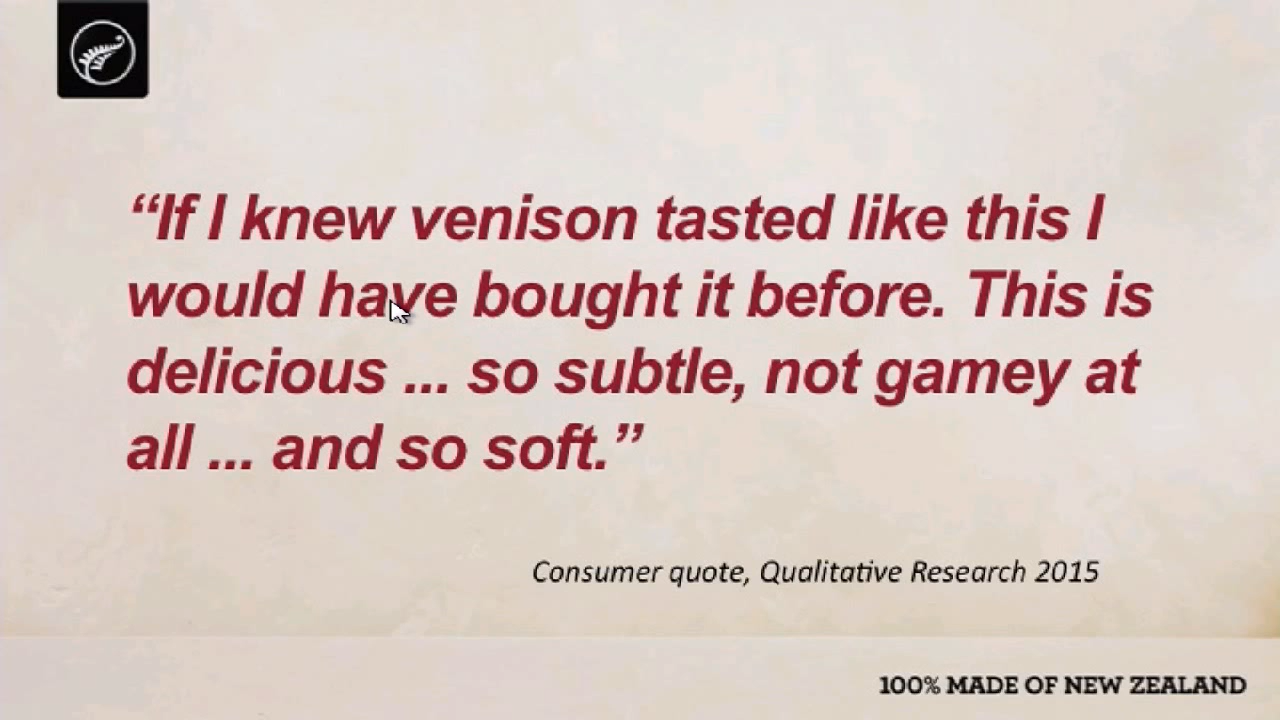 “If I knew venison tasted like this I
would have bought it before. This is
delicious ... so subtle, not gamey at
all ... and so soft.”
Consumer quote, Qualitative Research 2015
100% MADE OF NEW ZEALAND